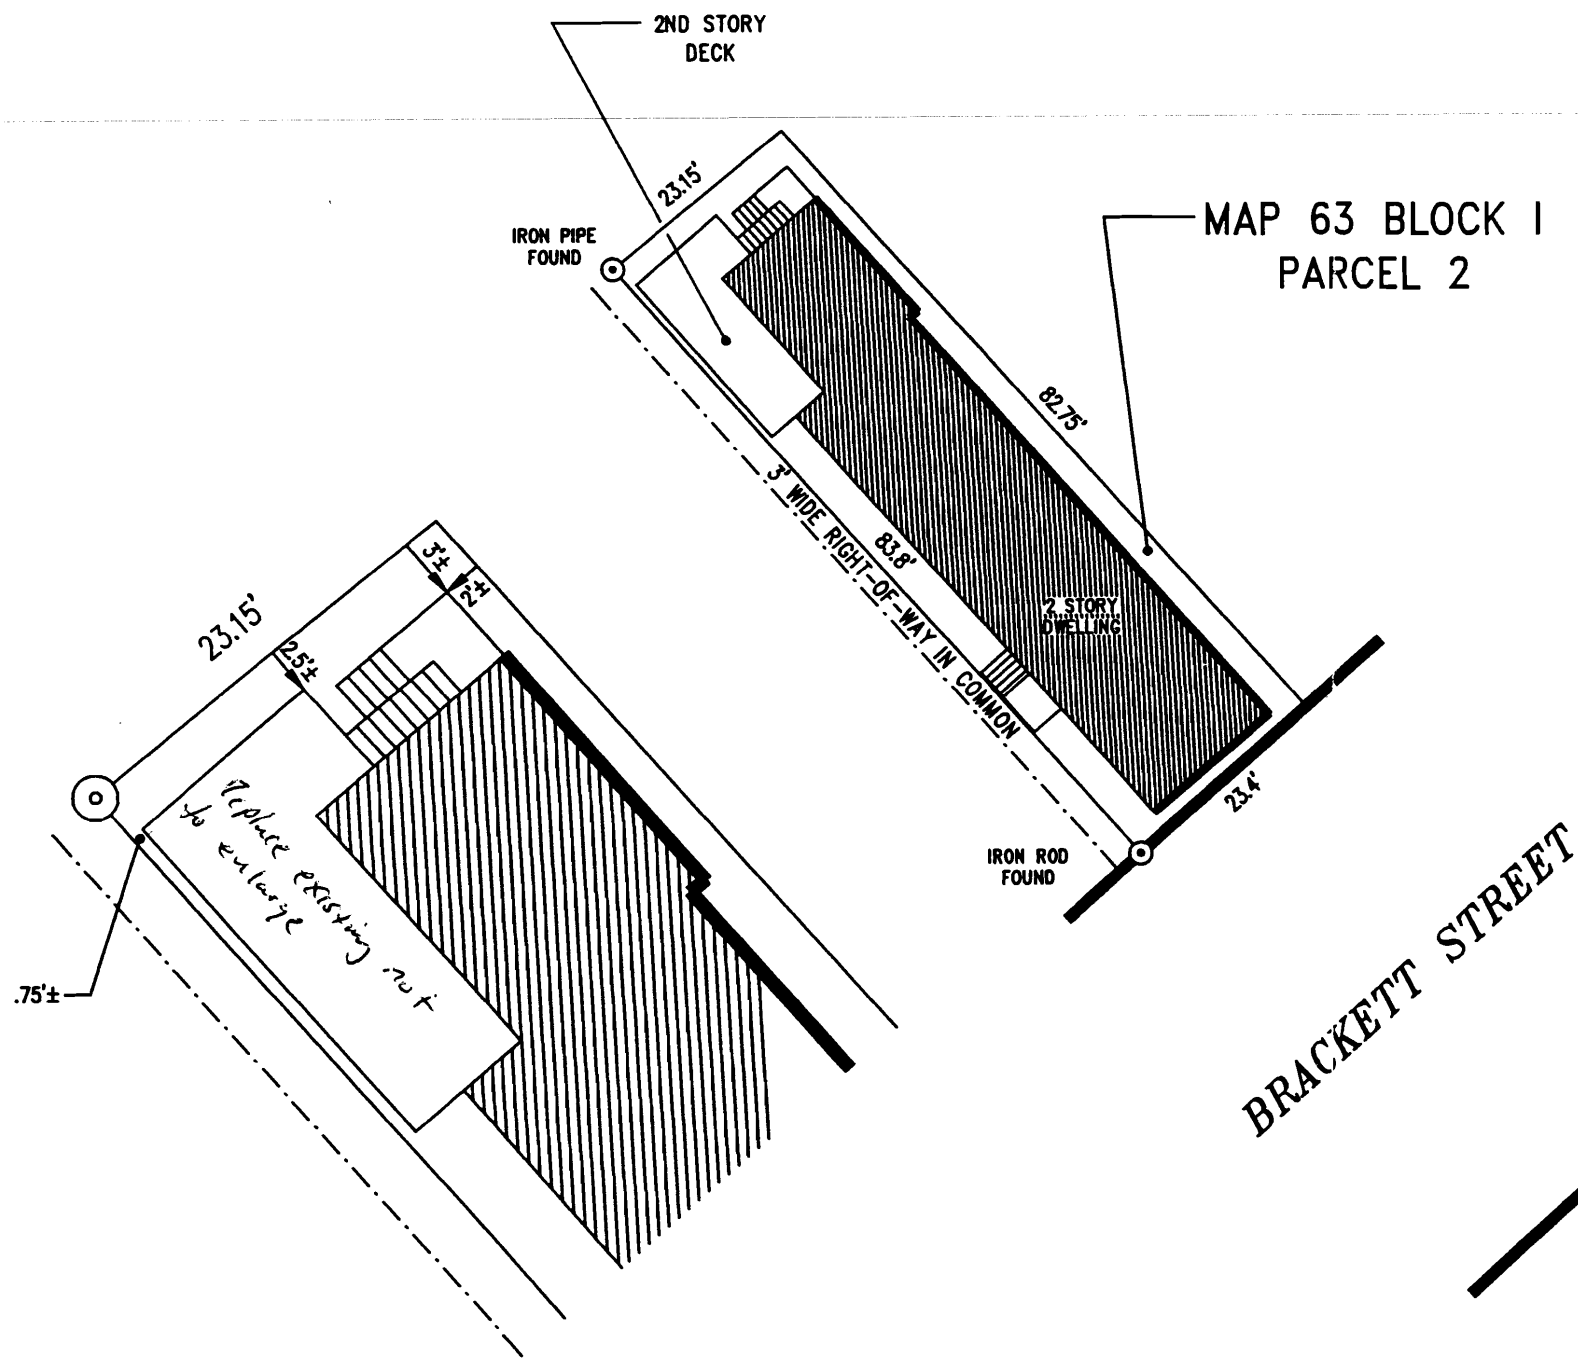 2ND STORY
DECK
23.15'
IRON PIPE
FOUND
MAP 63 BLOCK I
PARCEL 2
82.75'
3' WIDE RIGHT-OF-WAY IN COMMON
83.8'
2 STORY
DWELLING
23.4'
IRON ROD
FOUND
BRACKETT STREET
3'±
2'±
23.15'
2.5'±
Replace existing not
to enlarge
.75'±